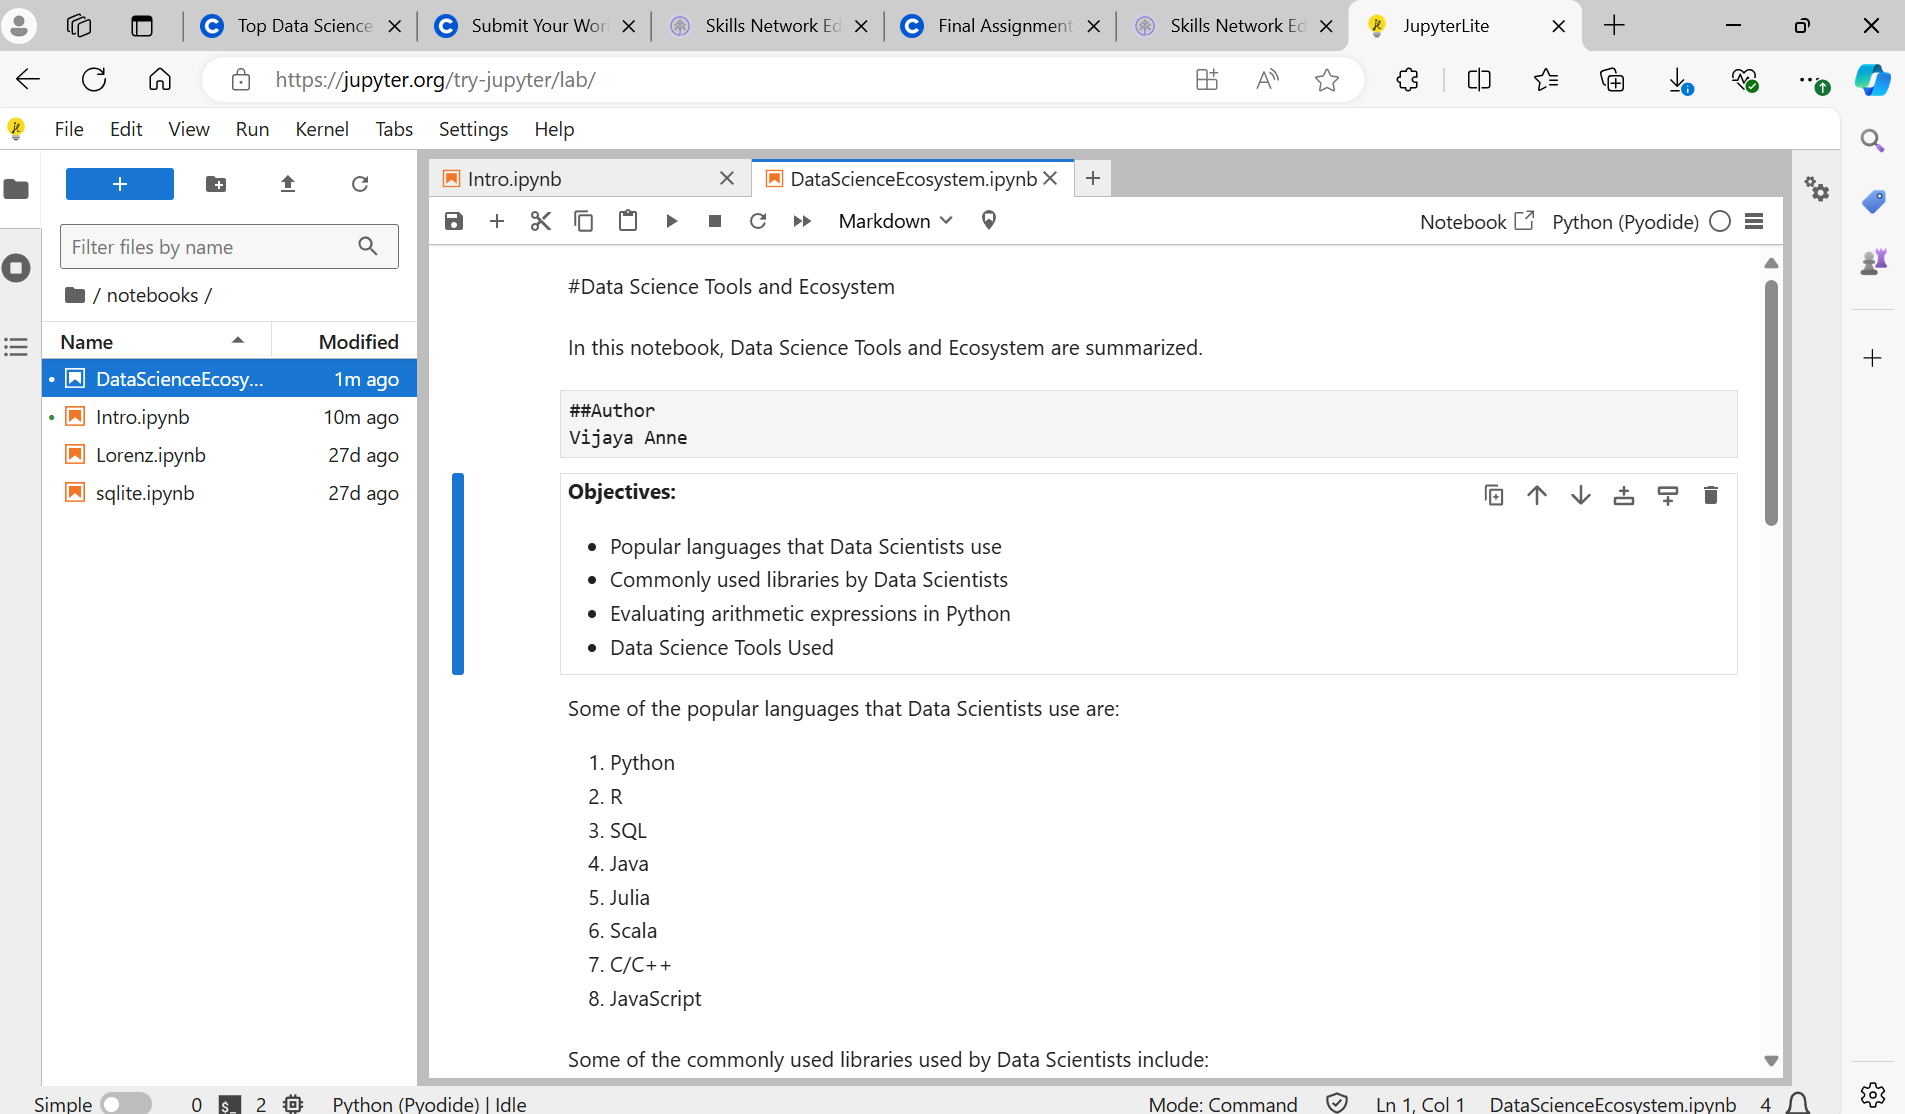 Top Data Science
Submit Your Wor
Skills Network Ed
Final Assignment
Skills Network Ed
JupyterLite
https://jupyter.org/try-jupyter/lab/
File Edit View Run Kernel Tabs Settings Help
Intro.ipynb
DataScienceEcosystem.ipynb
Markdown
Notebook
Python (Pyodide)
Filter files by name
/ notebooks /
Name Modified
DataScienceEcosy... 1m ago
Intro.ipynb 10m ago
Lorenz.ipynb 27d ago
sqlite.ipynb 27d ago
#Data Science Tools and Ecosystem
In this notebook, Data Science Tools and Ecosystem are summarized.
##Author
Vijaya Anne
Objectives:
• Popular languages that Data Scientists use
• Commonly used libraries by Data Scientists
• Evaluating arithmetic expressions in Python
• Data Science Tools Used
Some of the popular languages that Data Scientists use are:
1. Python
2. R
3. SQL
4. Java
5. Julia
6. Scala
7. C/C++
8. JavaScript
Some of the commonly used libraries used by Data Scientists include:
Simple 0 $_ 2 Python (Pyodide) | Idle Mode: Command Ln 1, Col 1 DataScienceEcosystem.ipynb 4